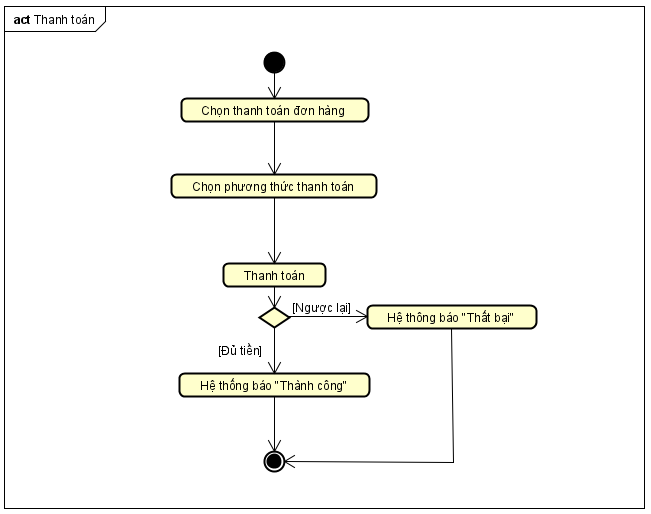 act Thanh toán
Chọn thanh toán đơn hàng
Chọn phương thức thanh toán
Thanh toán
[Ngược lại]
Hệ thông báo "Thất bại"
[Đủ tiền]
Hệ thống báo "Thành công"